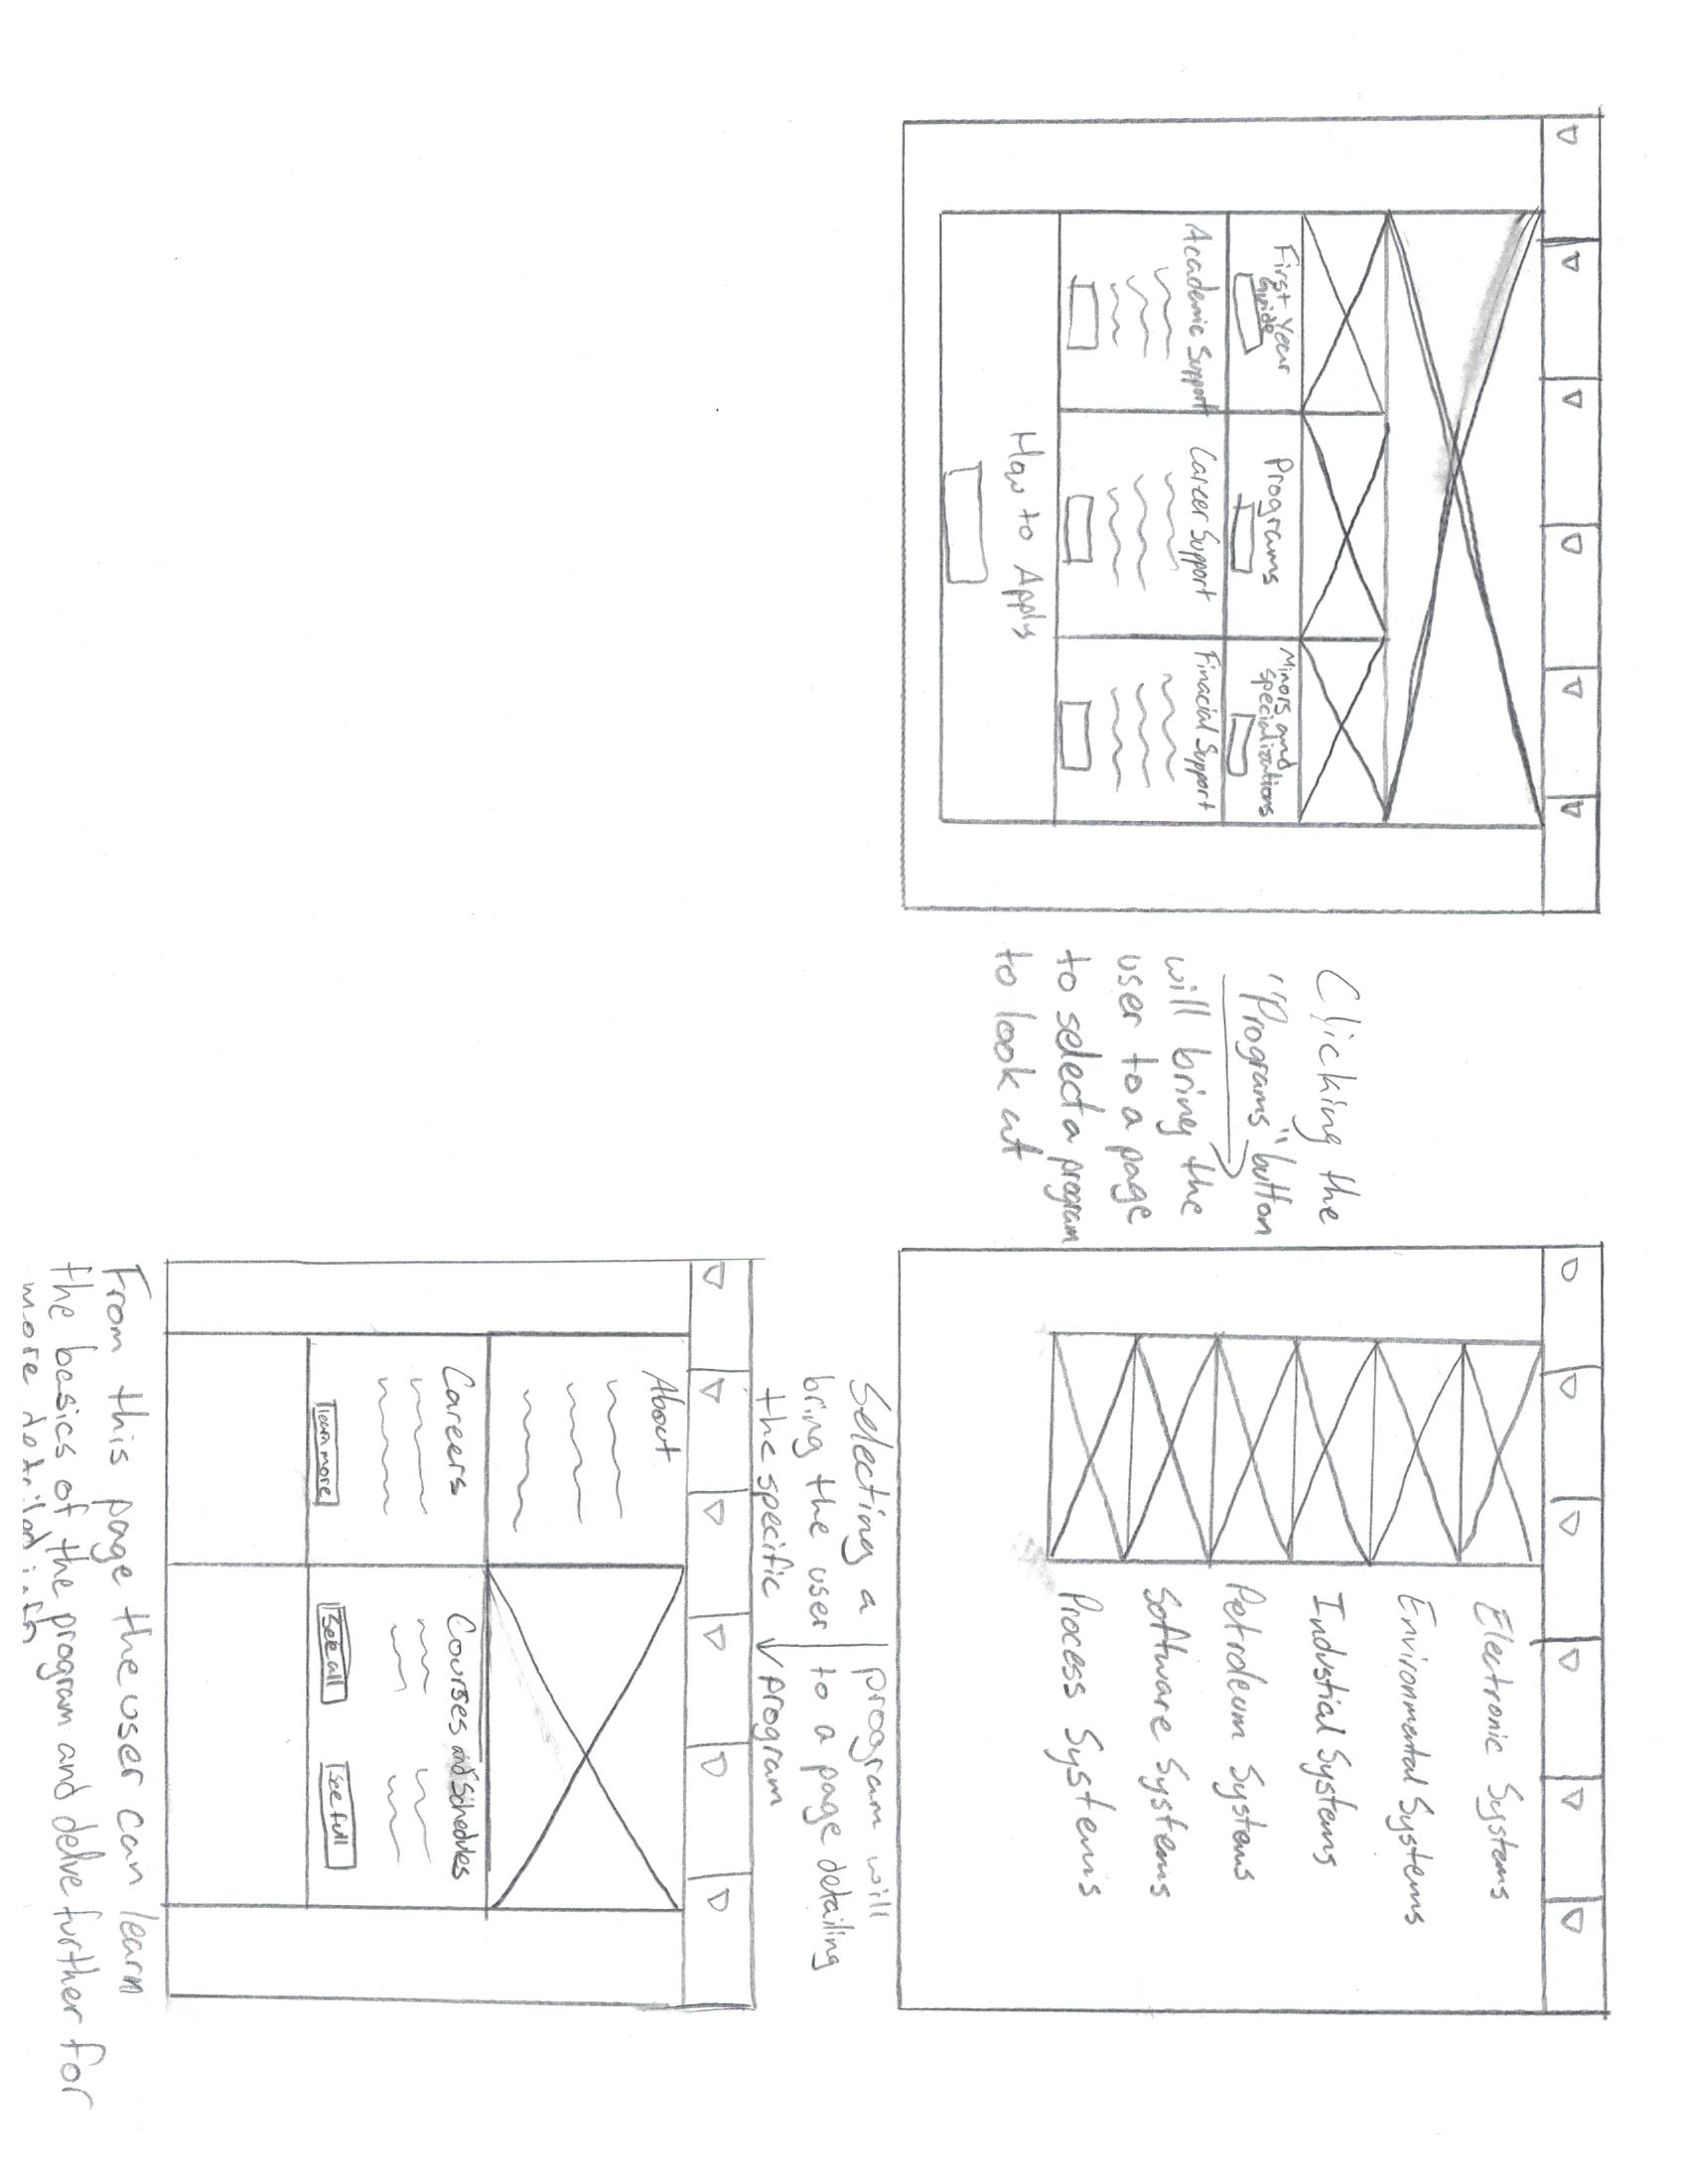 First Year
Guide
Programs
Minors and
specializations
Academic Support
Career Support
Finacial Support
How to Apply
Clicking the
"Programs" button
will bring the
user to a page
to select a program
to look at
Electronic Systems
Environmental Systems
Industial Systems
Petroleum Systems
Software Systems
Process Systems
Selecting a program will
bring the user to a page detailing
the specific program
About
Careers
learn more
Courses and Schedules
See all
See full
From this page the user can learn
the basics of the program and delve further for
more detailed info